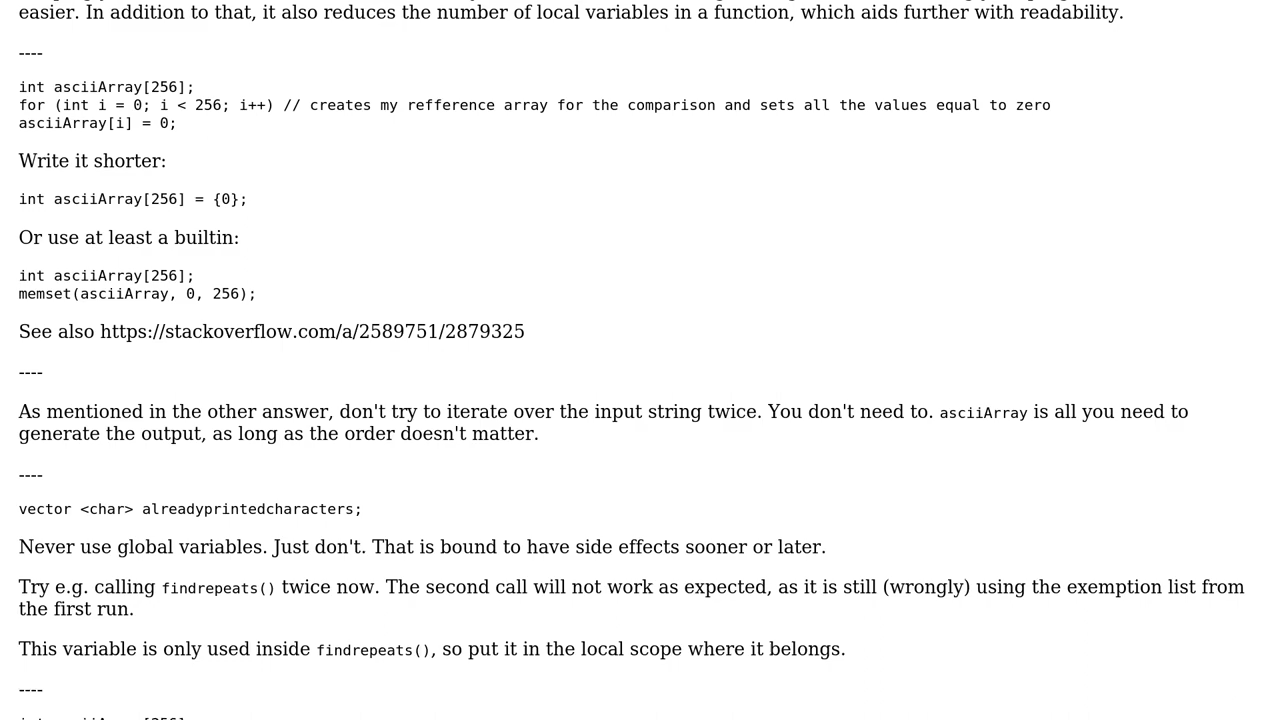 easier. In addition to that, it also reduces the number of local variables in a function, which aids further with readability.
----
int asciiArray[256];
for (int i = 0; i < 256; i++) // creates my refference array for the comparison and sets all the values equal to zero
asciiArray[i] = 0;
Write it shorter:
int asciiArray[256] = {0};
Or use at least a builtin:
int asciiArray[256];
memset(asciiArray, 0, 256);
See also https://stackoverflow.com/a/2589751/2879325
----
As mentioned in the other answer, don't try to iterate over the input string twice. You don't need to. asciiArray is all you need to
generate the output, as long as the order doesn't matter.
----
vector <char> alreadyprintedcharacters;
Never use global variables. Just don't. That is bound to have side effects sooner or later.
Try e.g. calling findrepeats() twice now. The second call will not work as expected, as it is still (wrongly) using the exemption list from
the first run.
This variable is only used inside findrepeats(), so put it in the local scope where it belongs.
----